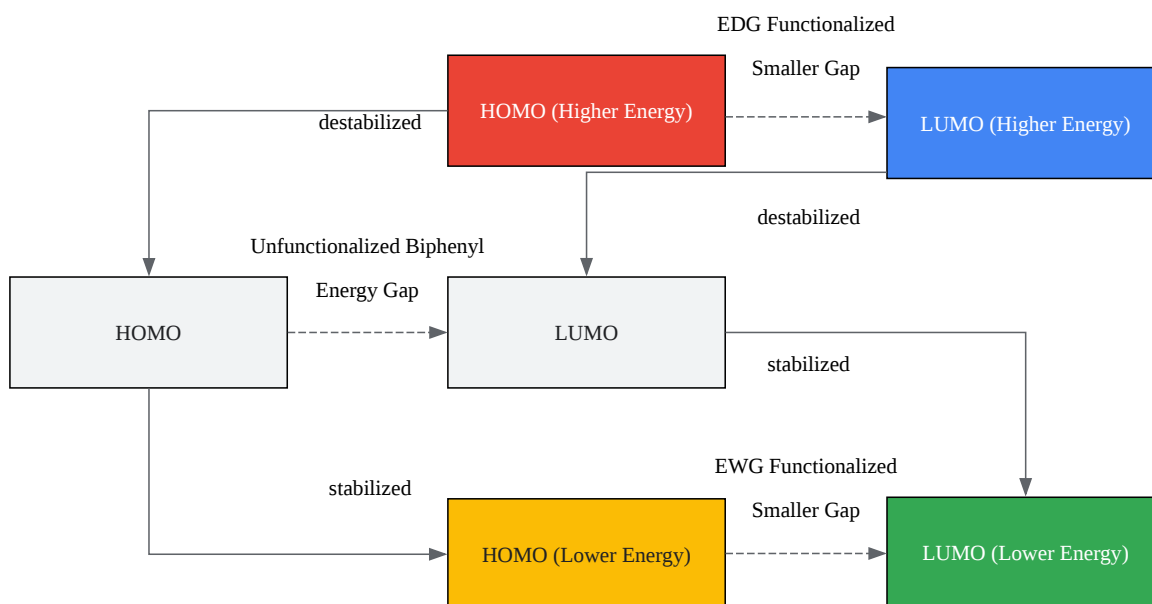 EDG Functionalized
Smaller Gap
HOMO (Higher Energy)
LUMO (Higher Energy)
destabilized
destabilized
Unfunctionalized Biphenyl
Energy Gap
HOMO
LUMO
stabilized
EWG Functionalized
stabilized
Smaller Gap
HOMO (Lower Energy)
LUMO (Lower Energy)